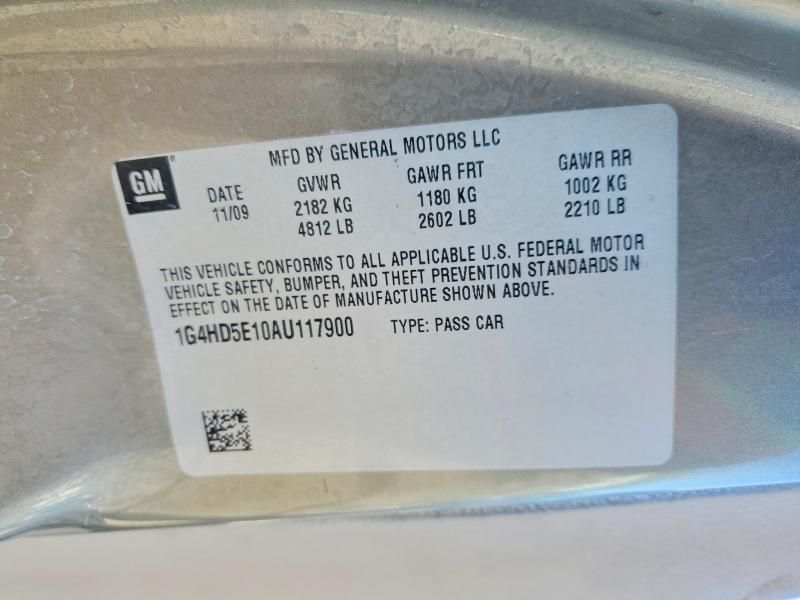 MFD BY GENERAL MOTORS LLC
GM®
DATE GVWR GAWR FRT GAWR RR
11/09 2182 KG 1180 KG 1002 KG
4812 LB 2602 LB 2210 LB
THIS VEHICLE CONFORMS TO ALL APPLICABLE U.S. FEDERAL MOTOR
VEHICLE SAFETY, BUMPER, AND THEFT PREVENTION STANDARDS IN
EFFECT ON THE DATE OF MANUFACTURE SHOWN ABOVE.
1G4HD5E10AU117900 TYPE: PASS CAR